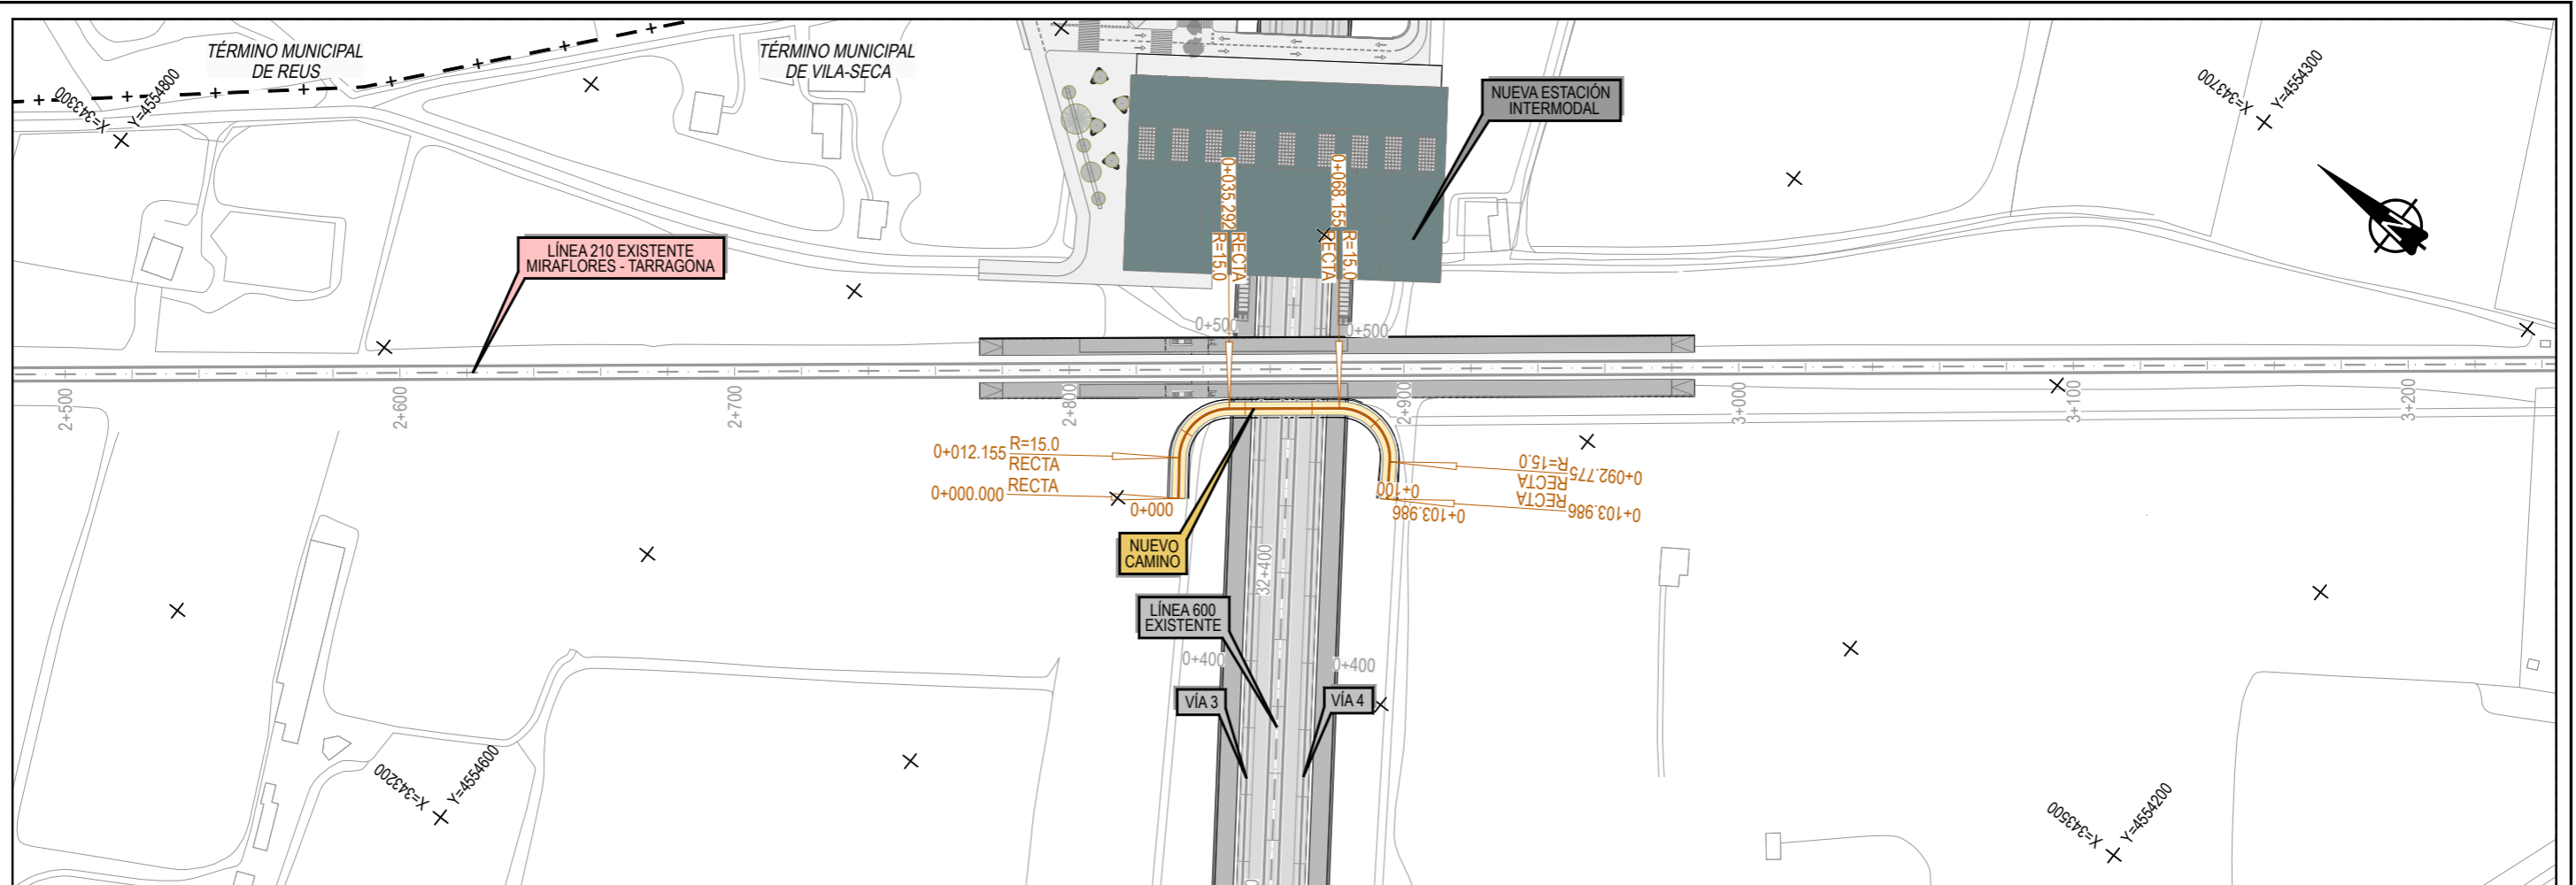 TÉRMINO MUNICIPAL
DE REUS
TÉRMINO MUNICIPAL
DE VILA-SECA
X=343300
Y=4554800
X=343700
Y=4554300
NUEVA ESTACIÓN
INTERMODAL
LÍNEA 210 EXISTENTE
MIRAFLORES - TARRAGONA
0+035.292
R=15.0
RECTA
0+068.155
RECTA
R=15.0
0+500
0+500
2+500
2+600
2+700
2+800
2+900
3+000
3+100
3+200
0+012.155
R=15.0
RECTA
0+000.000
RECTA
0+000
0+100
0+103.986
R=15.0
0+092.775
RECTA
RECTA
0+103.986
NUEVO
CAMINO
32+400
LÍNEA 600
EXISTENTE
0+400
0+400
VÍA 3
VÍA 4
X=343200
Y=4554600
X=343500
Y=4554200